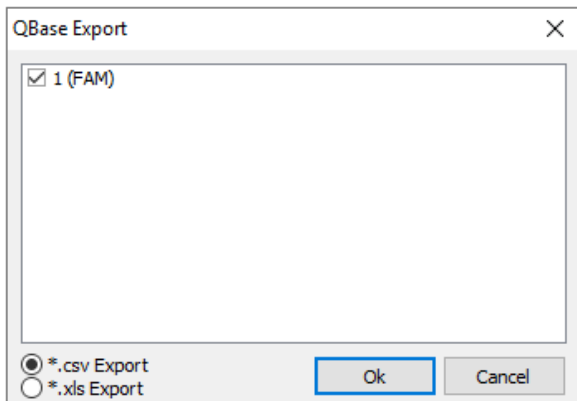 QBase Export
1 (FAM)
*.csv Export
*.xls Export
Ok
Cancel